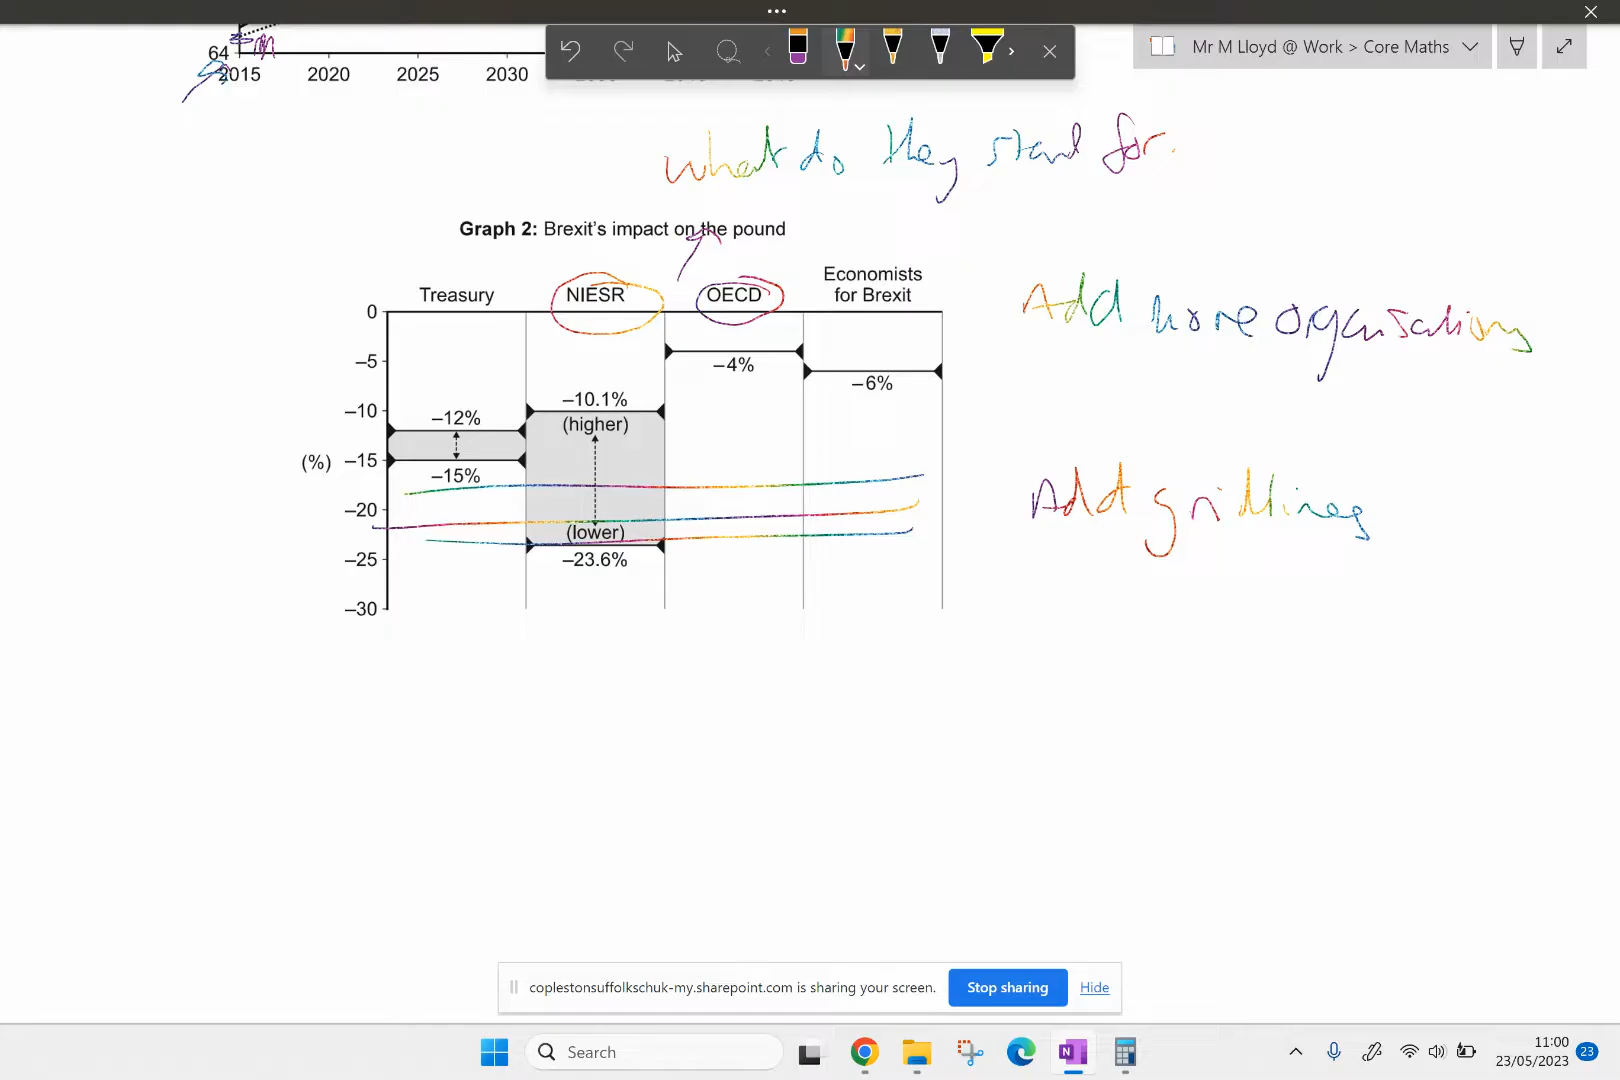 Mr M Lloyd @ Work > Core Maths
64
2015 2020 2025 2030
what do they stand for.
Graph 2: Brexit's impact on the pound
Treasury NIESR OECD Economists for Brexit
0
–5
–10
(%) –15
–20
–25
–30
–12%
–15%
–10.1%
(higher)
(lower)
–23.6%
–4%
–6%
Add more organisations
Add gridlines
coplestonsuffolkschuk-my.sharepoint.com is sharing your screen. Stop sharing Hide
Search
11:00
23/05/2023 23